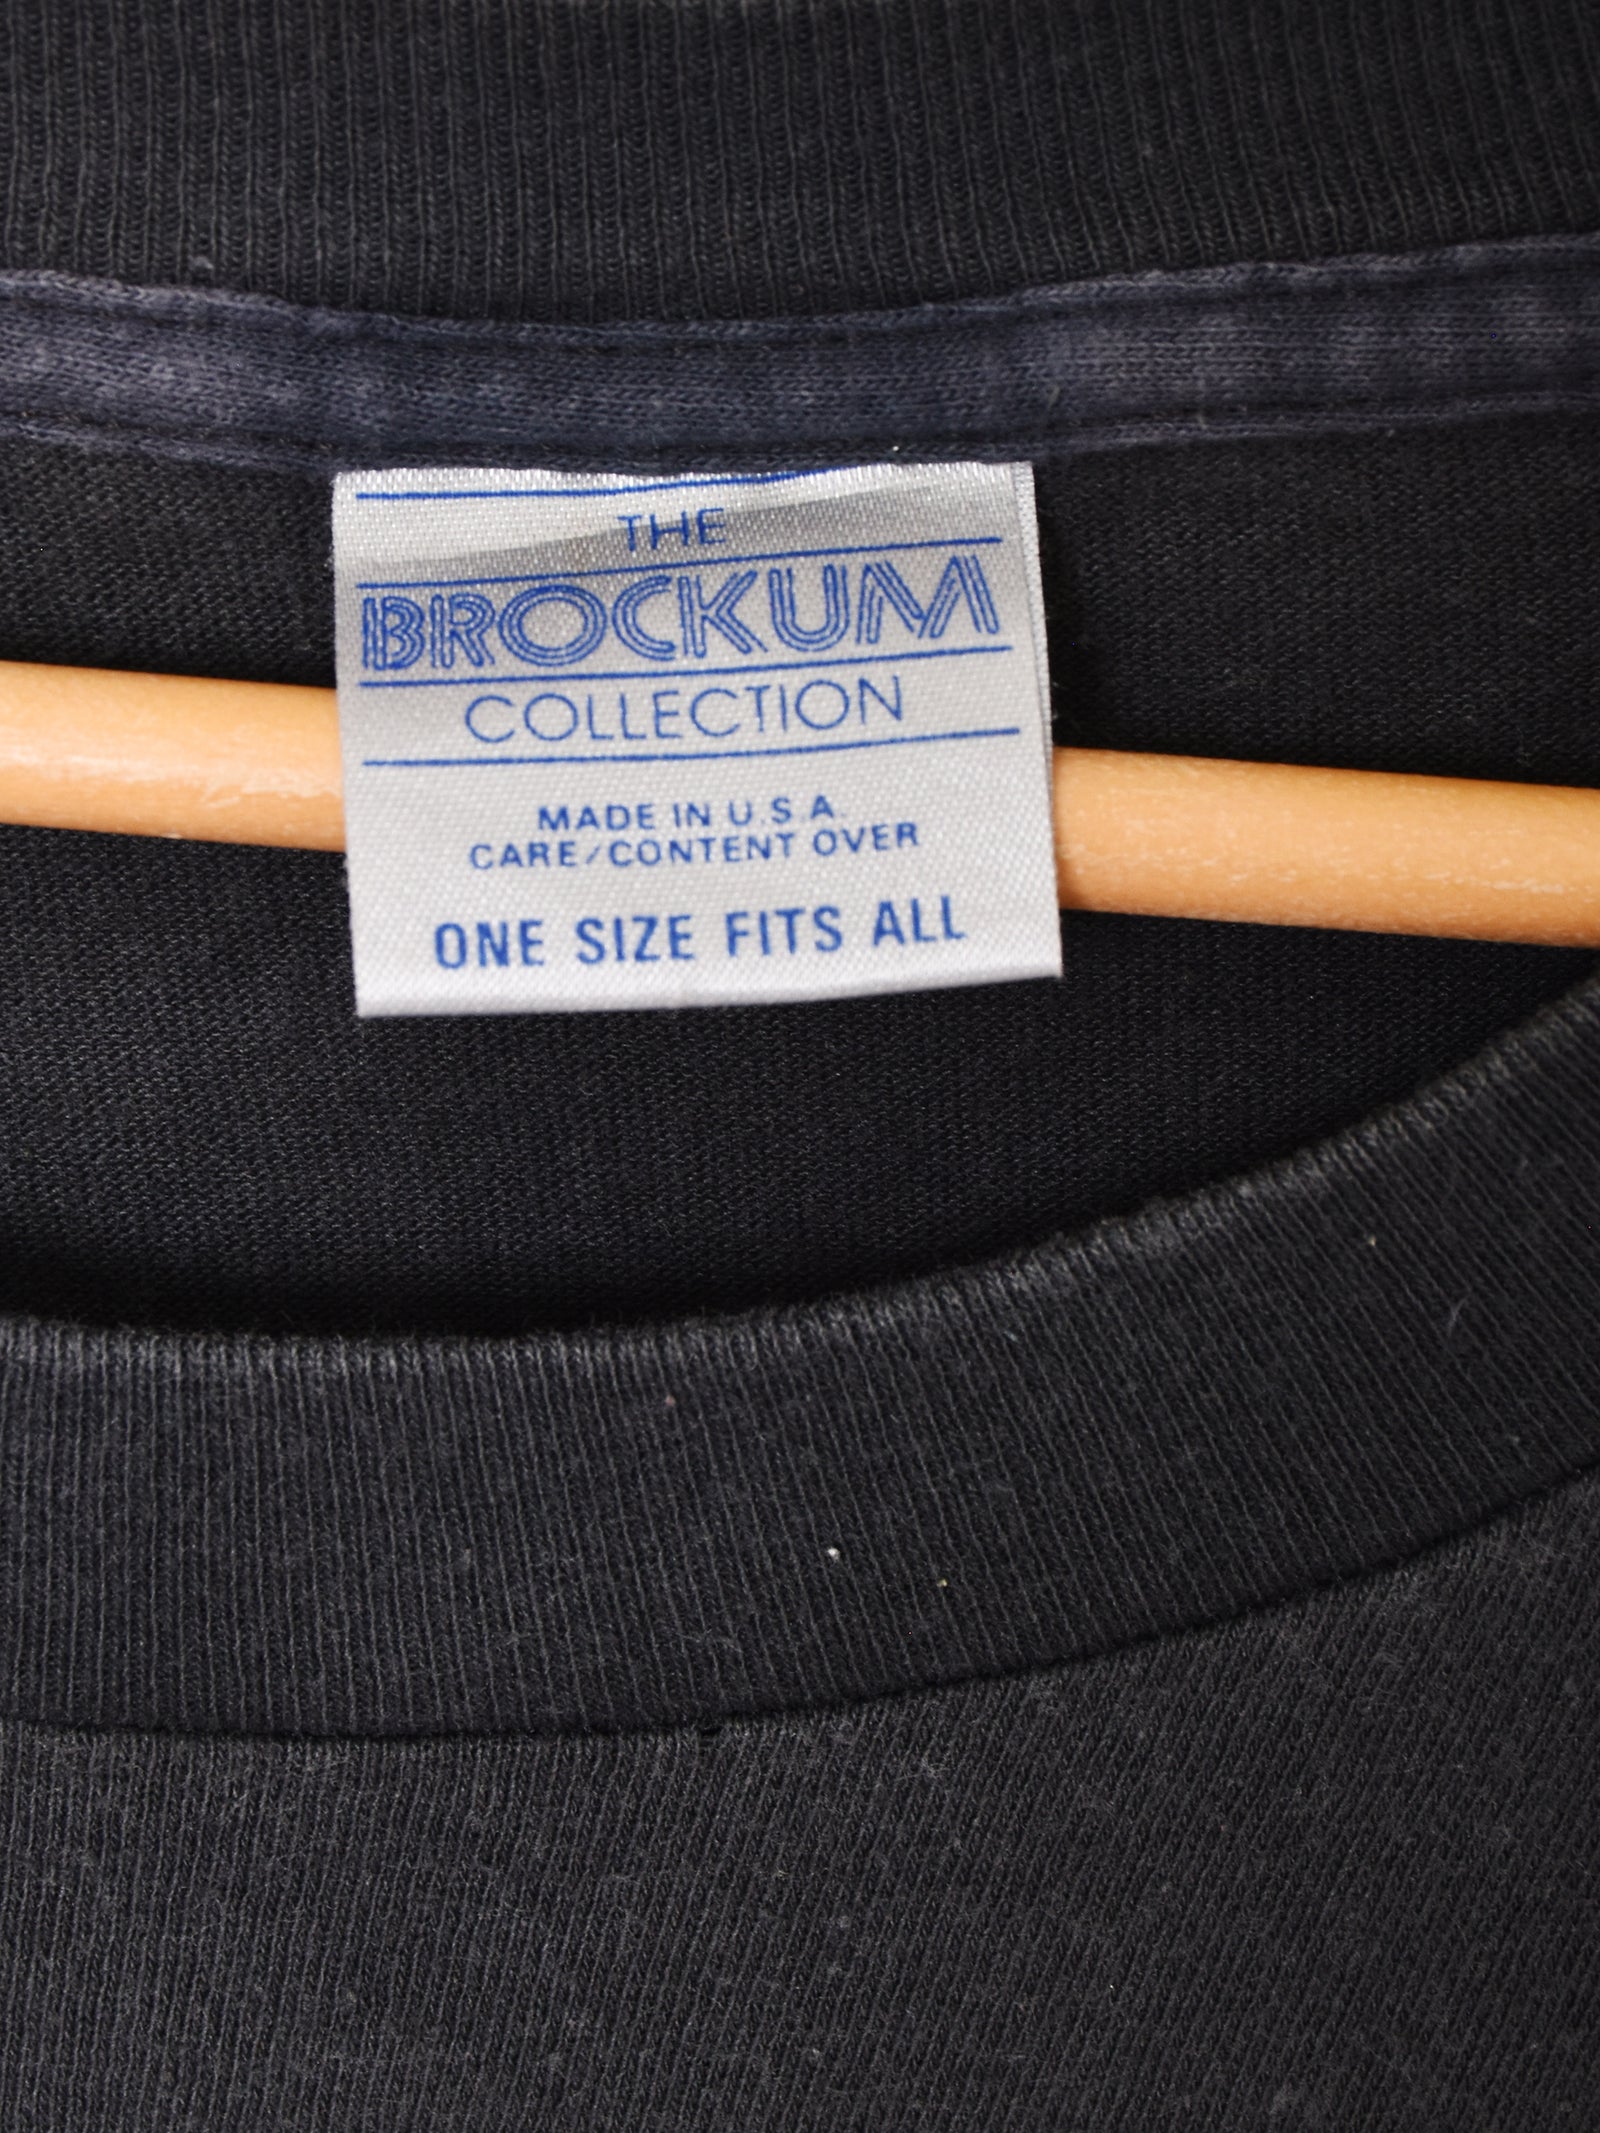 THE
BROCKUM
COLLECTION
MADE IN U.S.A.
CARE/CONTENT OVER
ONE SIZE FITS ALL